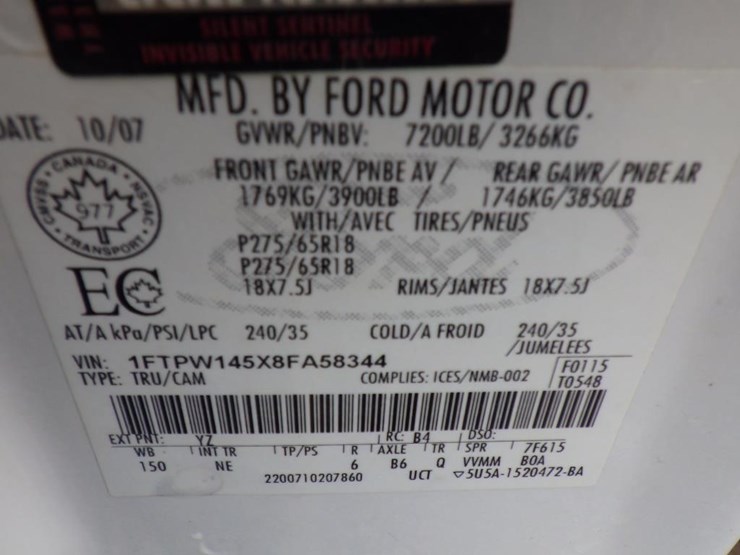 SILENT SENTINEL
INVISIBLE VEHICLE SECURITY
MFD. BY FORD MOTOR CO.
DATE: 10/07 GVWR/PNBV: 7200LB/ 3266KG
FRONT GAWR/PNBE AV / REAR GAWR/ PNBE AR
1769KG/3900LB / 1746KG/3850LB
WITH/AVEC TIRES/PNEUS
P275/65R18
P275/65R18
18X7.5J RIMS/JANTES 18X7.5J
CANADA
CMVSS NSVAC
977
TRANSPORT
EC
AT/A kPa/PSI/LPC 240/35 COLD/A FROID 240/35
/JUMELEES
VIN: 1FTPW145X8FA58344 F0115
TYPE: TRU/CAM COMPLIES: ICES/NMB-002 T0548
EXT PNT: YZ RC: B4 DSO:
WB INT TR TP/PS R AXLE TR SPR 7F615
150 NE 6 B6 Q VVMM BOA
2200710207860 UCT ▽5U5A-1520472-BA